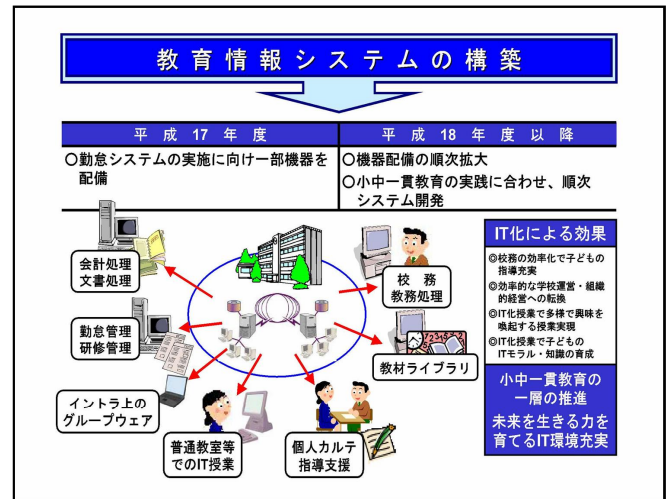 教育情報システムの構築
平成17年度
平成18年度以降
○勤怠システムの実施に向け一部機器を
配備
○機器配備の順次拡大
○小中一貫教育の実践に合わせ、順次
システム開発
会計処理
文書処理
勤怠管理
研修管理
イントラ上の
グループウェア
普通教室等
でのIT授業
個人カルテ
指導支援
教材ライブラリ
校務
教務処理
IT化による効果
◎校務の効率化で子どもの
指導充実
◎効率的な学校運営・組織
的経営への転換
◎IT化授業で多様で興味を
喚起する授業実現
◎IT化授業で子どもの
ITモラル・知識の育成
小中一貫教育の
一層の推進
未来を生きる力を
育てるIT環境充実